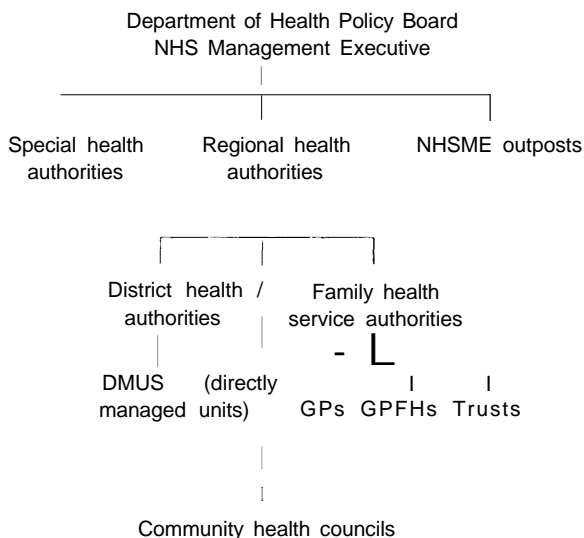 Department of Health Policy Board
NHS Management Executive
Special health authorities
Regional health authorities
NHSME outposts
District health / authorities
Family health service authorities
DMUS (directly managed units)
GPs GPFHs Trusts
Community health councils